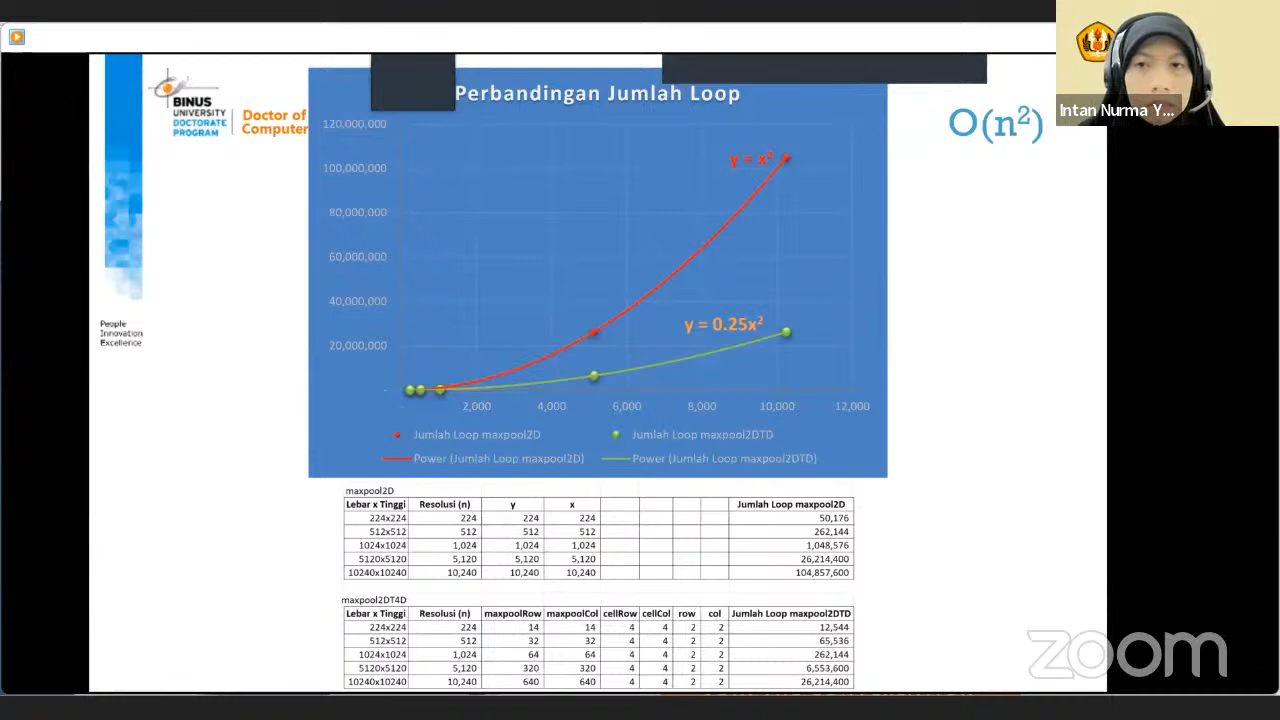 BINUS
UNIVERSITY
DOCTORATE
PROGRAM
Doctor of
Computer
People
Innovation
Excellence
Perbandingan Jumlah Loop
O(n²)
Intan Nurma Y...
120,000,000
100,000,000
80,000,000
60,000,000
40,000,000
20,000,000
-
y = x²
y = 0.25x²
- 2,000 4,000 6,000 8,000 10,000 12,000
Jumlah Loop maxpool2D Jumlah Loop maxpool2DTD
Power (Jumlah Loop maxpool2D) Power (Jumlah Loop maxpool2DTD)
maxpool2D
Lebar x Tinggi Resolusi (n) y x Jumlah Loop maxpool2D
224x224 224 224 224 50,176
512x512 512 512 512 262,144
1024x1024 1,024 1,024 1,024 1,048,576
5120x5120 5,120 5,120 5,120 26,214,400
10240x10240 10,240 10,240 10,240 104,857,600
maxpool2DT4D
Lebar x Tinggi Resolusi (n) maxpoolRow maxpoolCol cellRow cellCol row col Jumlah Loop maxpool2DTD
224x224 224 14 14 4 4 2 2 12,544
512x512 512 32 32 4 4 2 2 65,536
1024x1024 1,024 64 64 4 4 2 2 262,144
5120x5120 5,120 320 320 4 4 2 2 6,553,600
10240x10240 10,240 640 640 4 4 2 2 26,214,400
zoom